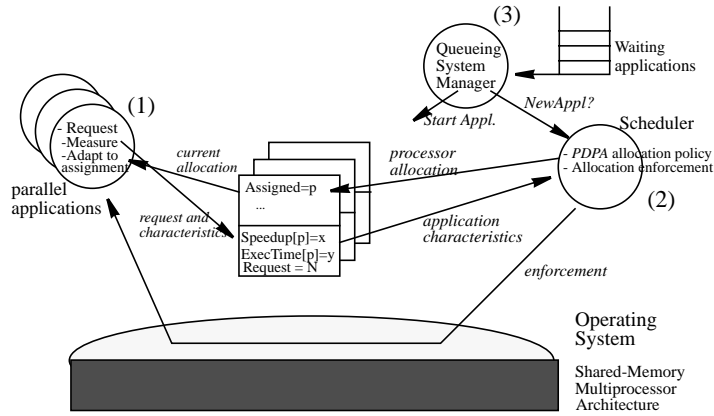 (3)
Queueing
System
Manager
Waiting
applications
(1)
Start Appl.
NewAppl?
Scheduler
- Request
-Measure
-Adapt to
assignment
current
allocation
processor
allocation
- PDPA allocation policy
- Allocation enforcement
parallel
applications
Assigned=p
...
(2)
request and
characteristics
Speedup[p]=x
ExecTime[p]=y
Request = N
application
characteristics
enforcement
Operating
System
Shared-Memory
Multiprocessor
Architecture